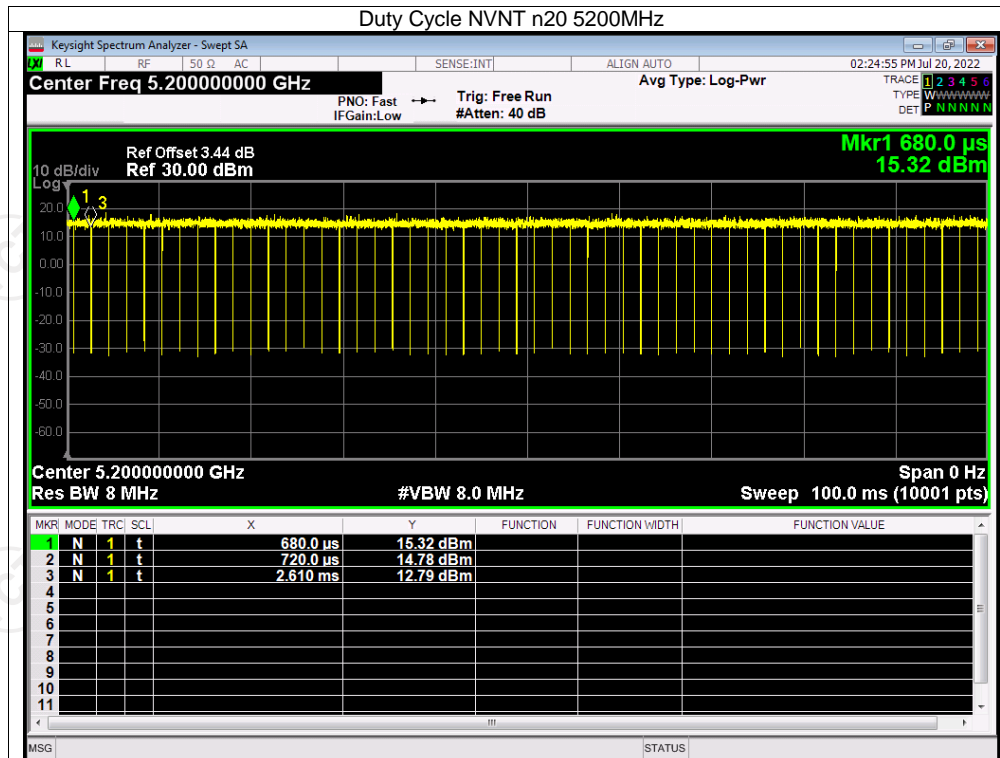 Duty Cycle NVNT n20 5200MHz
Keysight Spectrum Analyzer - Swept SA
LXI RL RF 50 Ω AC SENSE:INT ALIGN AUTO 02:24:55 PM Jul 20, 2022
Center Freq 5.200000000 GHz Avg Type: Log-Pwr TRACE 1 2 3 4 5 6
PNO: Fast Trig: Free Run TYPE WWWWWW
IFGain:Low #Atten: 40 dB DET P N N N N N
Mkr1 680.0 µs
Ref Offset 3.44 dB
10 dB/div Ref 30.00 dBm 15.32 dBm
Log
1 3
20.0
10.0
0.00
-10.0
-20.0
-30.0
-40.0
-50.0
-60.0
Center 5.200000000 GHz Span 0 Hz
Res BW 8 MHz #VBW 8.0 MHz Sweep 100.0 ms (10001 pts)
MKR MODE TRC SCL X Y FUNCTION FUNCTION WIDTH FUNCTION VALUE
1 N 1 t 680.0 µs 15.32 dBm
2 N 1 t 720.0 µs 14.78 dBm
3 N 1 t 2.610 ms 12.79 dBm
4
5
6
7
8
9
10
11
MSG STATUS